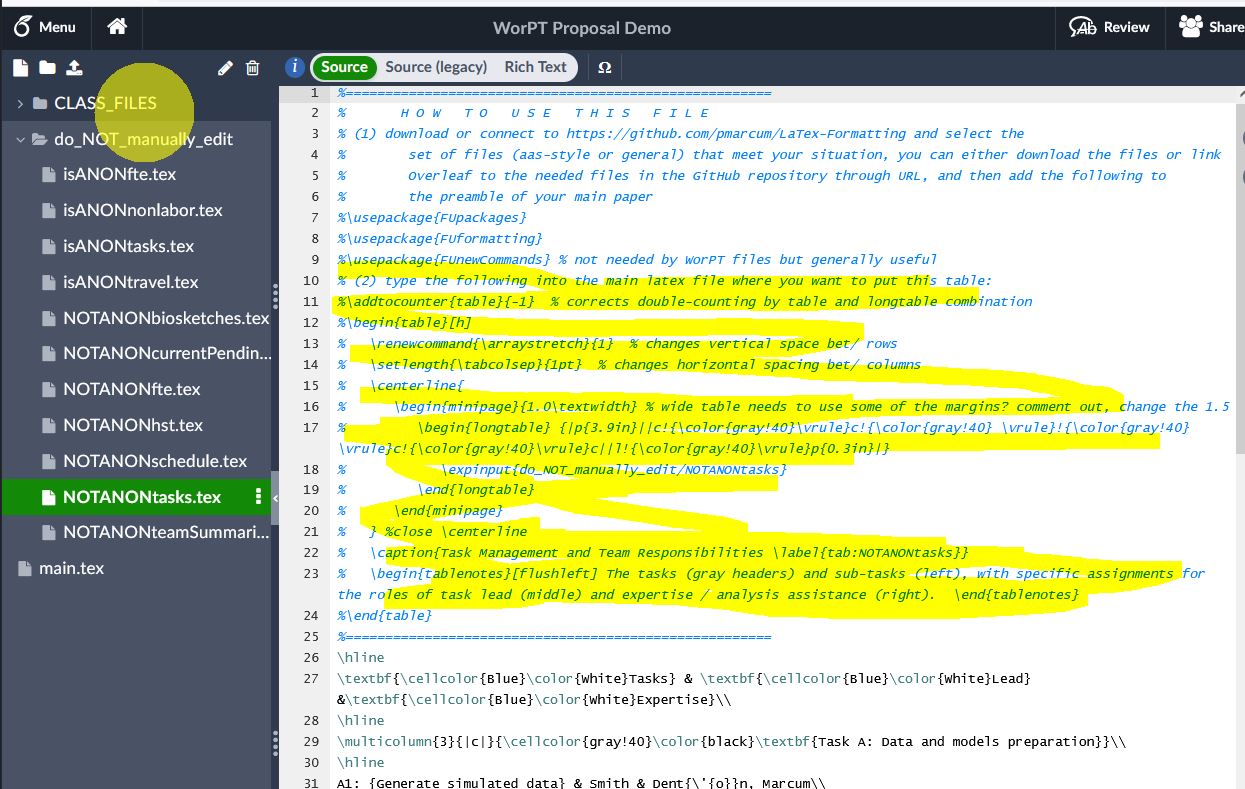 Menu
WorPT Proposal Demo
Review
Share
Source
Source (legacy)
Rich Text
Ω
CLASS_FILES
do_NOT_manually_edit
isANONfte.tex
isANONnonlabor.tex
isANONtasks.tex
isANONtravel.tex
NOTANONbiosketches.tex
NOTANONcurrentPendin...
NOTANONfte.tex
NOTANONhst.tex
NOTANONschedule.tex
NOTANONtasks.tex
NOTANONteamSummari...
main.tex
1 %======================================================
2 % H O W   T O   U S E   T H I S   F I L E
3 % (1) download or connect to https://github.com/pmarcum/LaTex-Formatting and select the
4 % set of files (aas-style or general) that meet your situation, you can either download the files or link
5 % Overleaf to the needed files in the GitHub repository through URL, and then add the following to
6 % the preamble of your main paper
7 %\usepackage{FUpackages}
8 %\usepackage{FUformatting}
9 %\usepackage{FUnewCommands} % not needed by WorPT files but generally useful
10 % (2) type the following into the main latex file where you want to put this table:
11 %\addtocounter{table}{-1}  % corrects double-counting by table and longtable combination
12 %\begin{table}[h]
13 % \renewcommand{\arraystretch}{1}  % changes vertical space bet/ rows
14 % \setlength{\tabcolsep}{1pt}  % changes horizontal spacing bet/ columns
15 % \centerline{
16 % \begin{minipage}{1.0\textwidth} % wide table needs to use some of the margins? comment out, change the 1.5
17 % \begin{longtable} {|p{3.9in}||c!{\color{gray!40}\vrule}c!{\color{gray!40} \vrule}!{\color{gray!40}
\vrule}c!{\color{gray!40}\vrule}c||l!{\color{gray!40}\vrule}p{0.3in}|}
18 % \expinput{do_NOT_manually_edit/NOTANONtasks}
19 % \end{longtable}
20 % \end{minipage}
21 % } %close \centerline
22 % \caption{Task Management and Team Responsibilities \label{tab:NOTANONtasks}}
23 % \begin{tablenotes}[flushleft] The tasks (gray headers) and sub-tasks (left), with specific assignments for
the roles of task lead (middle) and expertise / analysis assistance (right).  \end{tablenotes}
24 %\end{table}
25 %======================================================
26 \hline
27 \textbf{\cellcolor{Blue}\color{White}Tasks} & \textbf{\cellcolor{Blue}\color{White}Lead}
&\textbf{\cellcolor{Blue}\color{White}Expertise}\\
28 \hline
29 \multicolumn{3}{|c|}{\cellcolor{gray!40}\color{black}\textbf{Task A: Data and models preparation}}\\
30 \hline
31 A1: {Generate simulated data} & Smith & Dent{\'{o}}n, Marcum\\